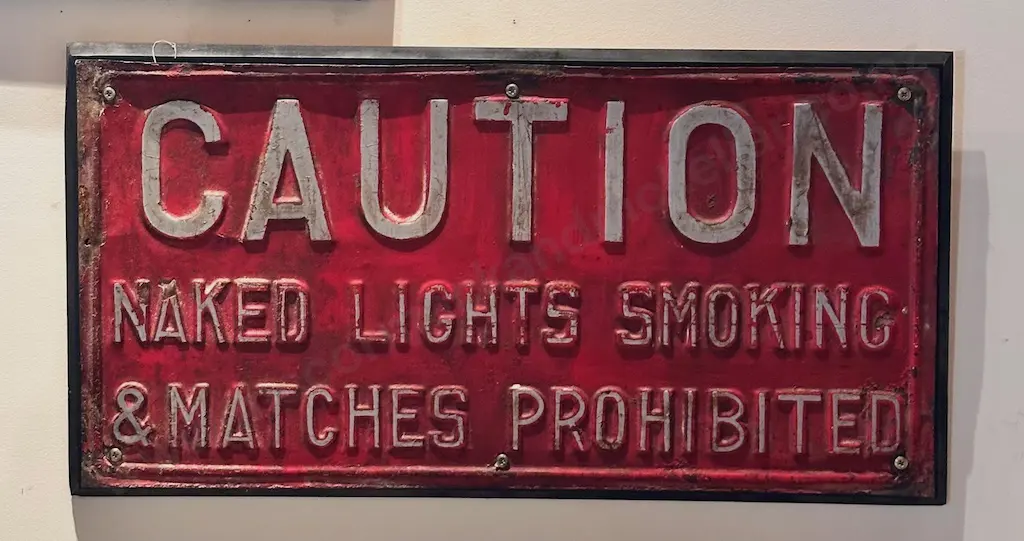 CAUTION
NAKED LIGHTS SMOKING
& MATCHES PROHIBITED